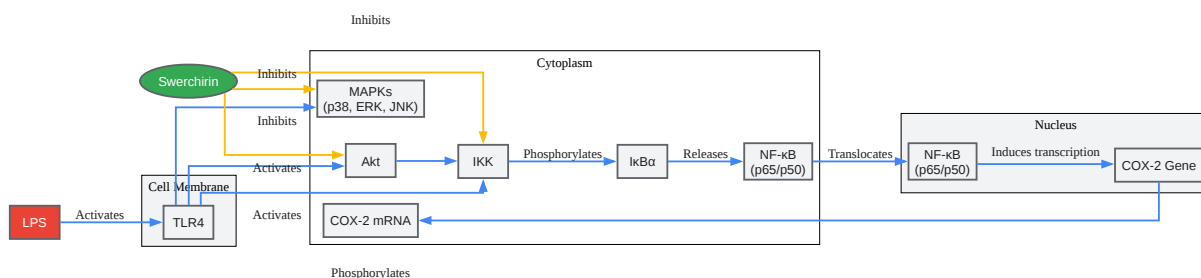 Inhibits
Cytoplasm
Swerchirin
Inhibits
MAPKs
(p38, ERK, JNK)
Inhibits
Nucleus
Akt
IKK
Phosphorylates
IκBα
Releases
NF-κB
(p65/p50)
Translocates
NF-κB
(p65/p50)
Induces transcription
COX-2 Gene
Activates
Cell Membrane
LPS
Activates
TLR4
Activates
COX-2 mRNA
Phosphorylates